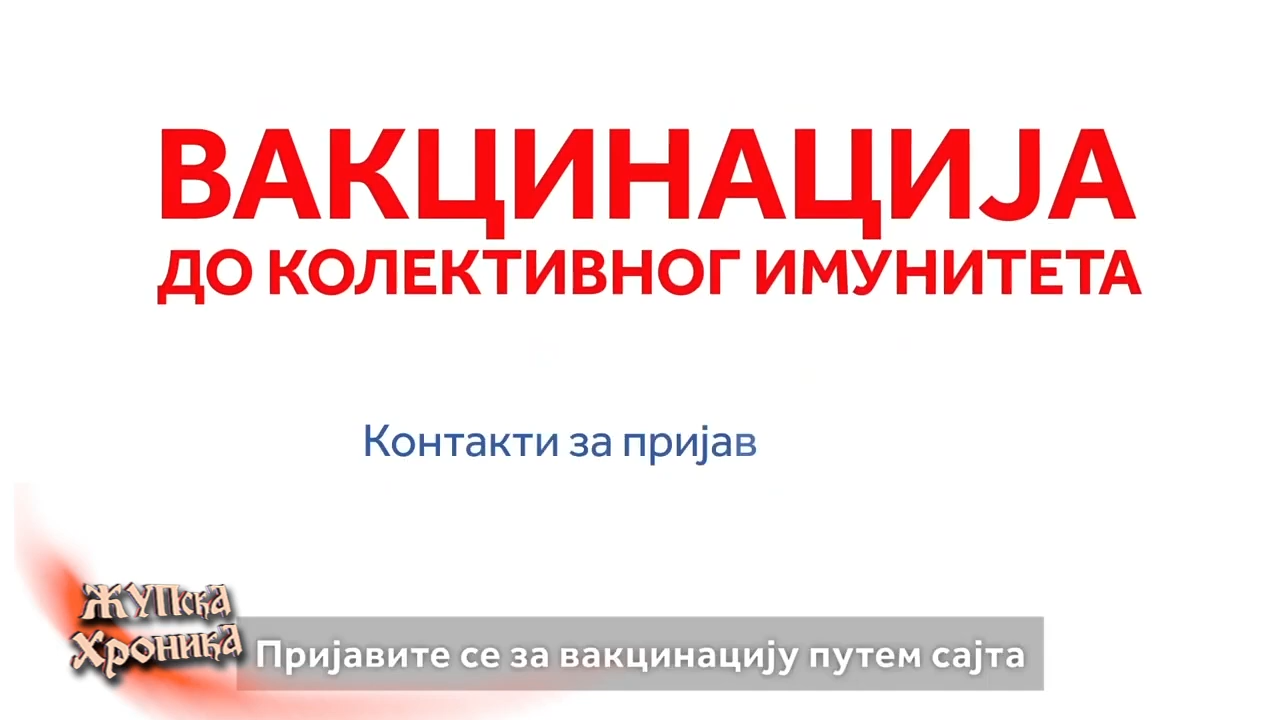 ВАКЦИНАЦИЈА
ДО КОЛЕКТИВНОГ ИМУНИТЕТА
Контакти за пријав
ЖУПСКА
ХРОНИКА
Пријавите се за вакцинацију путем сајта